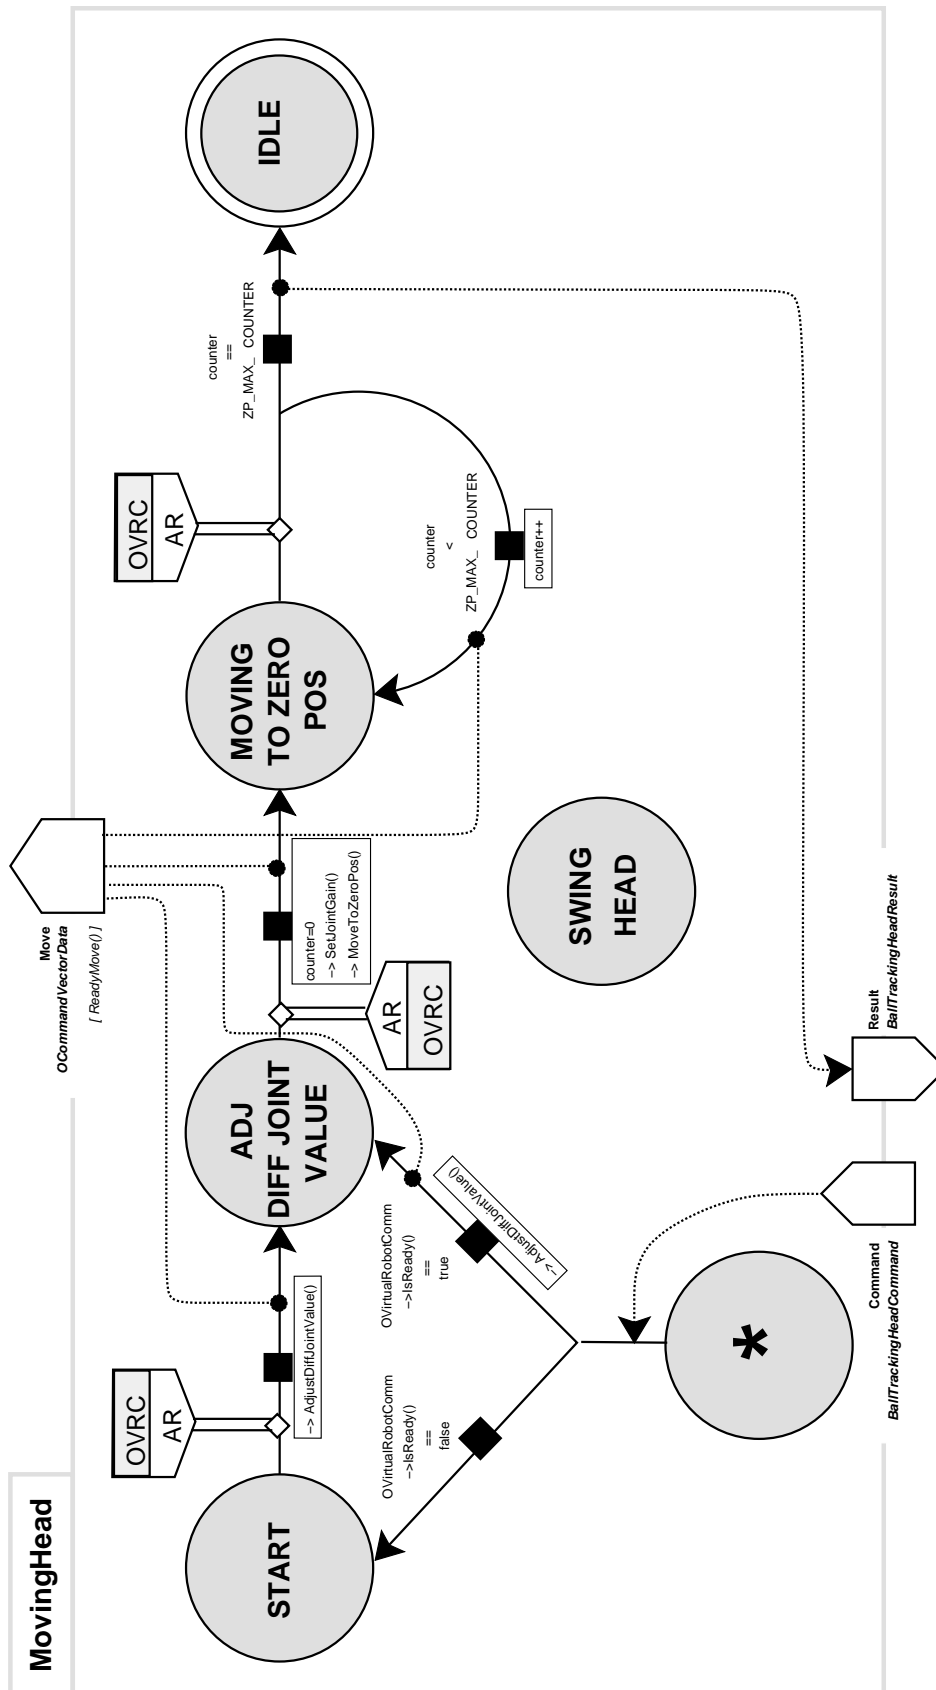 MovingHead
Move
OCommandVectorData
[ ReadyMove() ]
OVRC
AR
START
-> AdjustDiffJointValue()
ADJ
DIFF JOINT
VALUE
AR
OVRC
counter=0
-> SetJointGain()
-> MoveToZeroPos()
MOVING
TO ZERO
POS
OVRC
AR
counter
==
ZP_MAX_ COUNTER
IDLE
counter
<
ZP_MAX_ COUNTER
counter++
OVirtualRobotComm
->IsReady()
==
false
OVirtualRobotComm
->IsReady()
==
true
-> AdjustDiffJointValue()
SWING
HEAD
*
Command
BallTrackingHeadCommand
Result
BallTrackingHeadResult